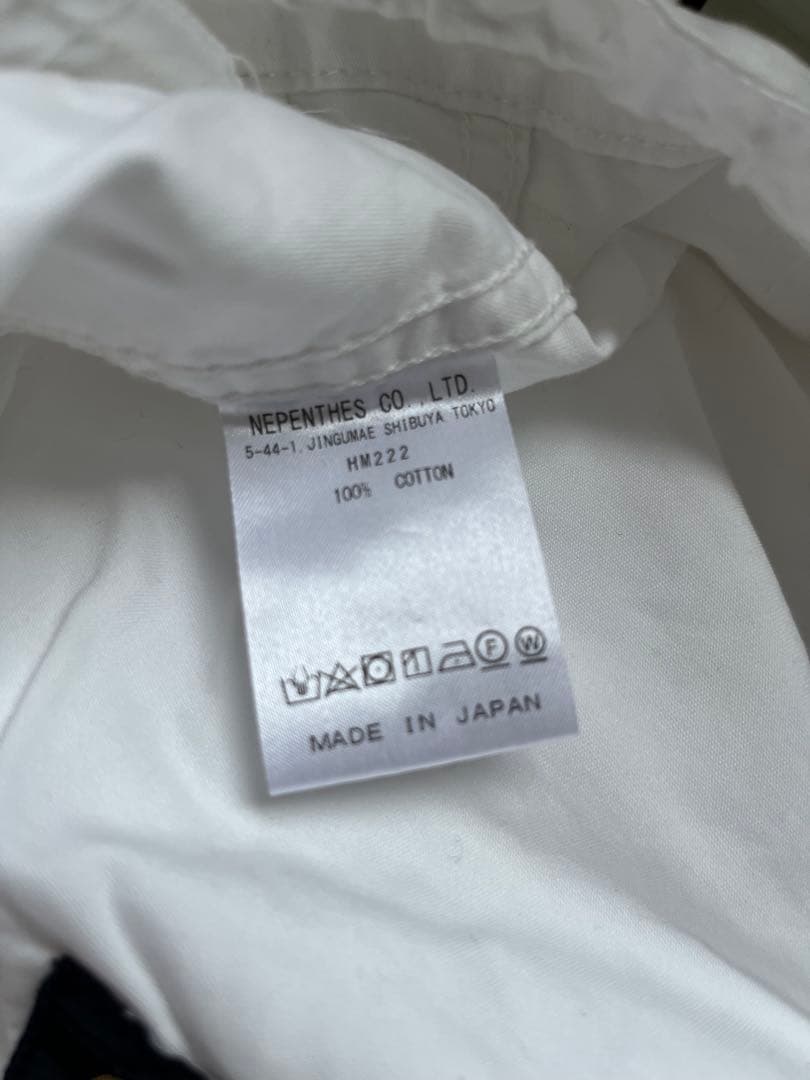 NEPENTHES CO.,LTD.
5-44-1, JINGUMAE SHIBUYA TOKYO
HM222
100% COTTON
F W
MADE IN JAPAN